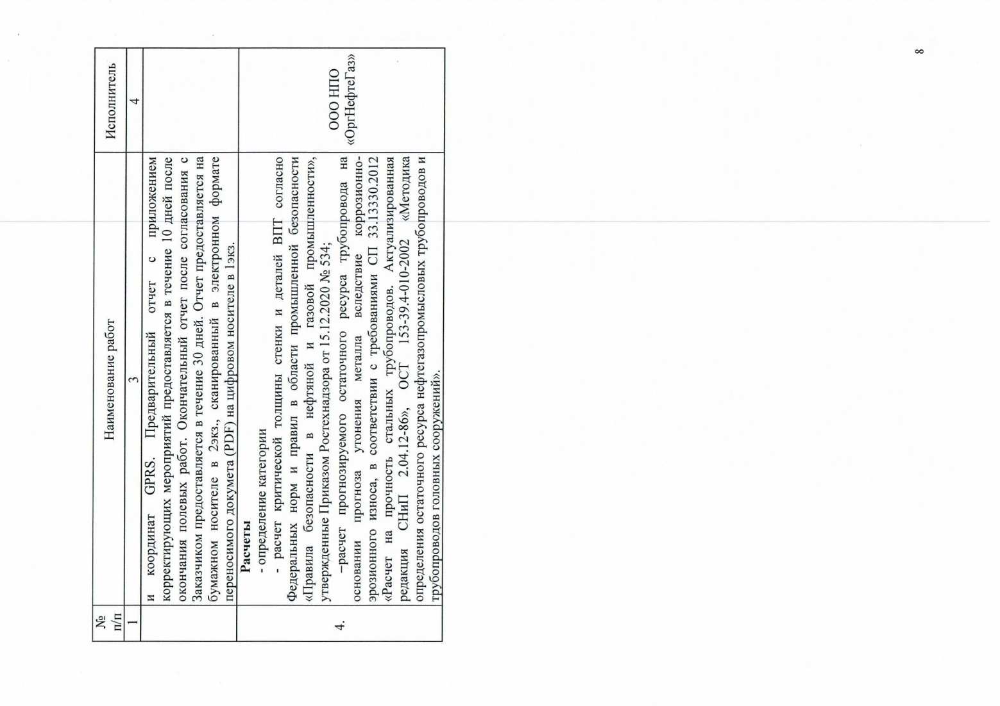 №
п/п
Наименование работ
Исполнитель
1
3
4
и координат GPRS. Предварительный отчет с приложением
корректирующих мероприятий предоставляется в течение 10 дней после
окончания полевых работ. Окончательный отчет после согласования с
Заказчиком предоставляется в течение 30 дней. Отчет предоставляется на
бумажном носителе в 2экз., сканированный в электронном формате
переносимого докумета (PDF) на цифровом носителе в 1экз.
4.
Расчеты
- определение категории
- расчет критической толщины стенки и деталей ВПТ согласно
Федеральных норм и правил в области промышленной безопасности
«Правила безопасности в нефтяной и газовой промышленности»,
утвержденные Приказом Ростехнадзора от 15.12.2020 № 534;
–расчет прогнозируемого остаточного ресурса трубопровода на
основании прогноза утонения металла вследствие коррозионно-
эрозионного износа, в соответствии с требованиями СП 33.13330.2012
«Расчет на прочность стальных трубопроводов. Актуализированная
редакция СНиП 2.04.12-86», ОСТ 153-39.4-010-2002 «Методика
определения остаточного ресурса нефтегазопромысловых трубопроводов и
трубопроводов головных сооружений».
ООО НПО
«ОргНефтеГаз»
8